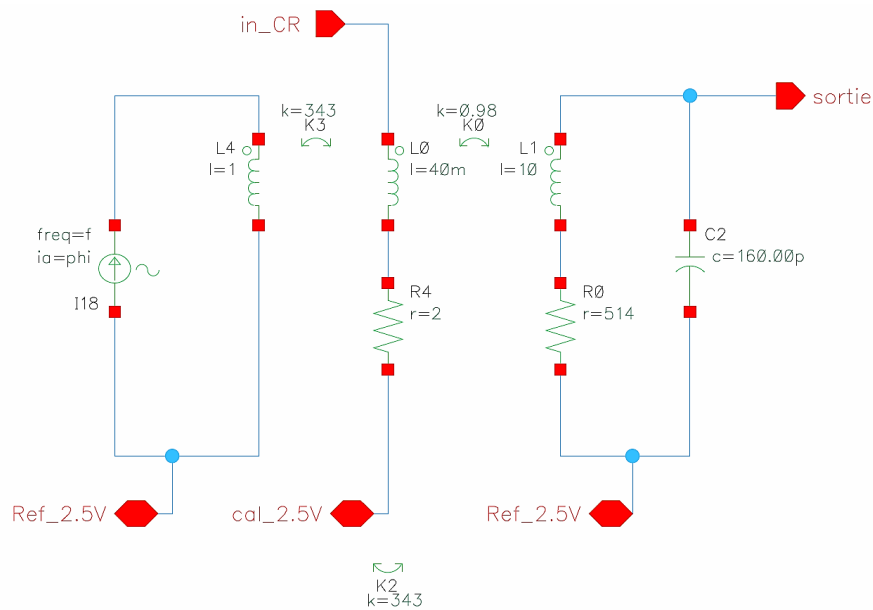 in_CR
sortie
k=343
K3
k=0.98
K0
L4
l=1
L0
l=40m
L1
l=10
freq=f
ia=phi
I18
C2
c=160.00p
R4
r=2
R0
r=514
Ref_2.5V
cal_2.5V
Ref_2.5V
K2
k=343